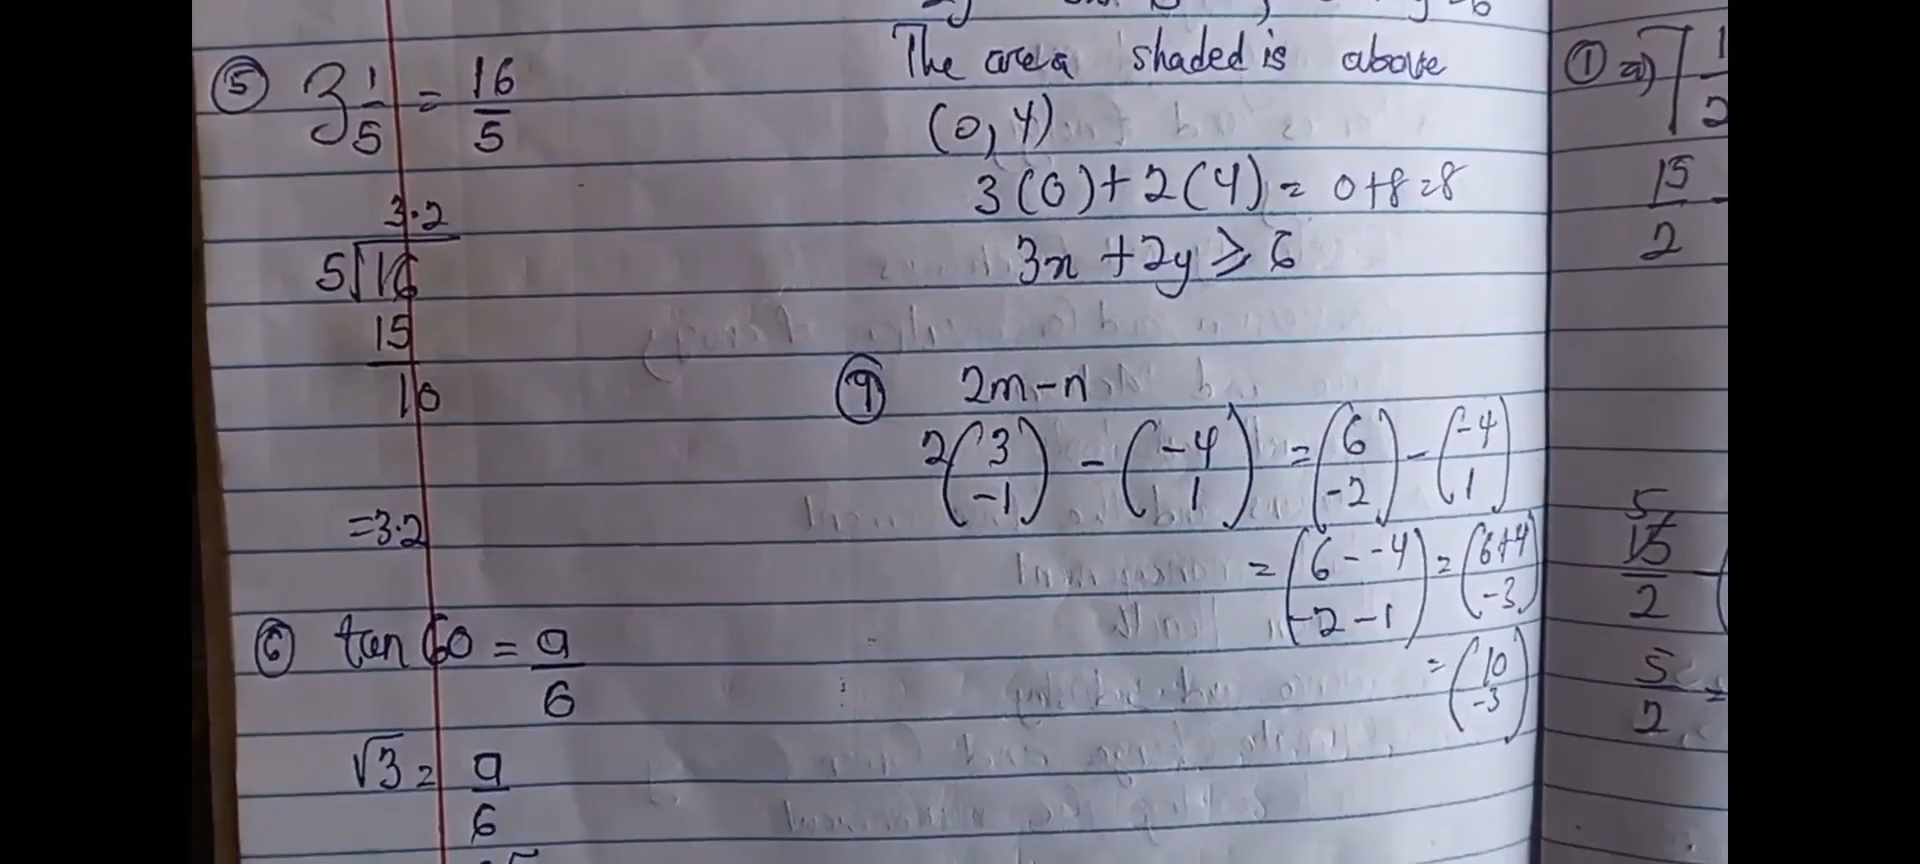 ⑤ 3 1/5 = 16/5
3.2
5√16
15
10
=3.2
⑥ tan 60 = a/6
√3 = a/6
The area shaded is above
(0,4)
3(0)+2(4) = 0+8=8
3x + 2y ≥ 6
⑨ 2m-n
2(3/-1) - (-4/1) = (6/-2) - (-4/1)
= (6--4/-2-1) = (6+4/-3)
= (10/-3)
① a)
1/2
15/2 -
15/2 (
5
5/2 =